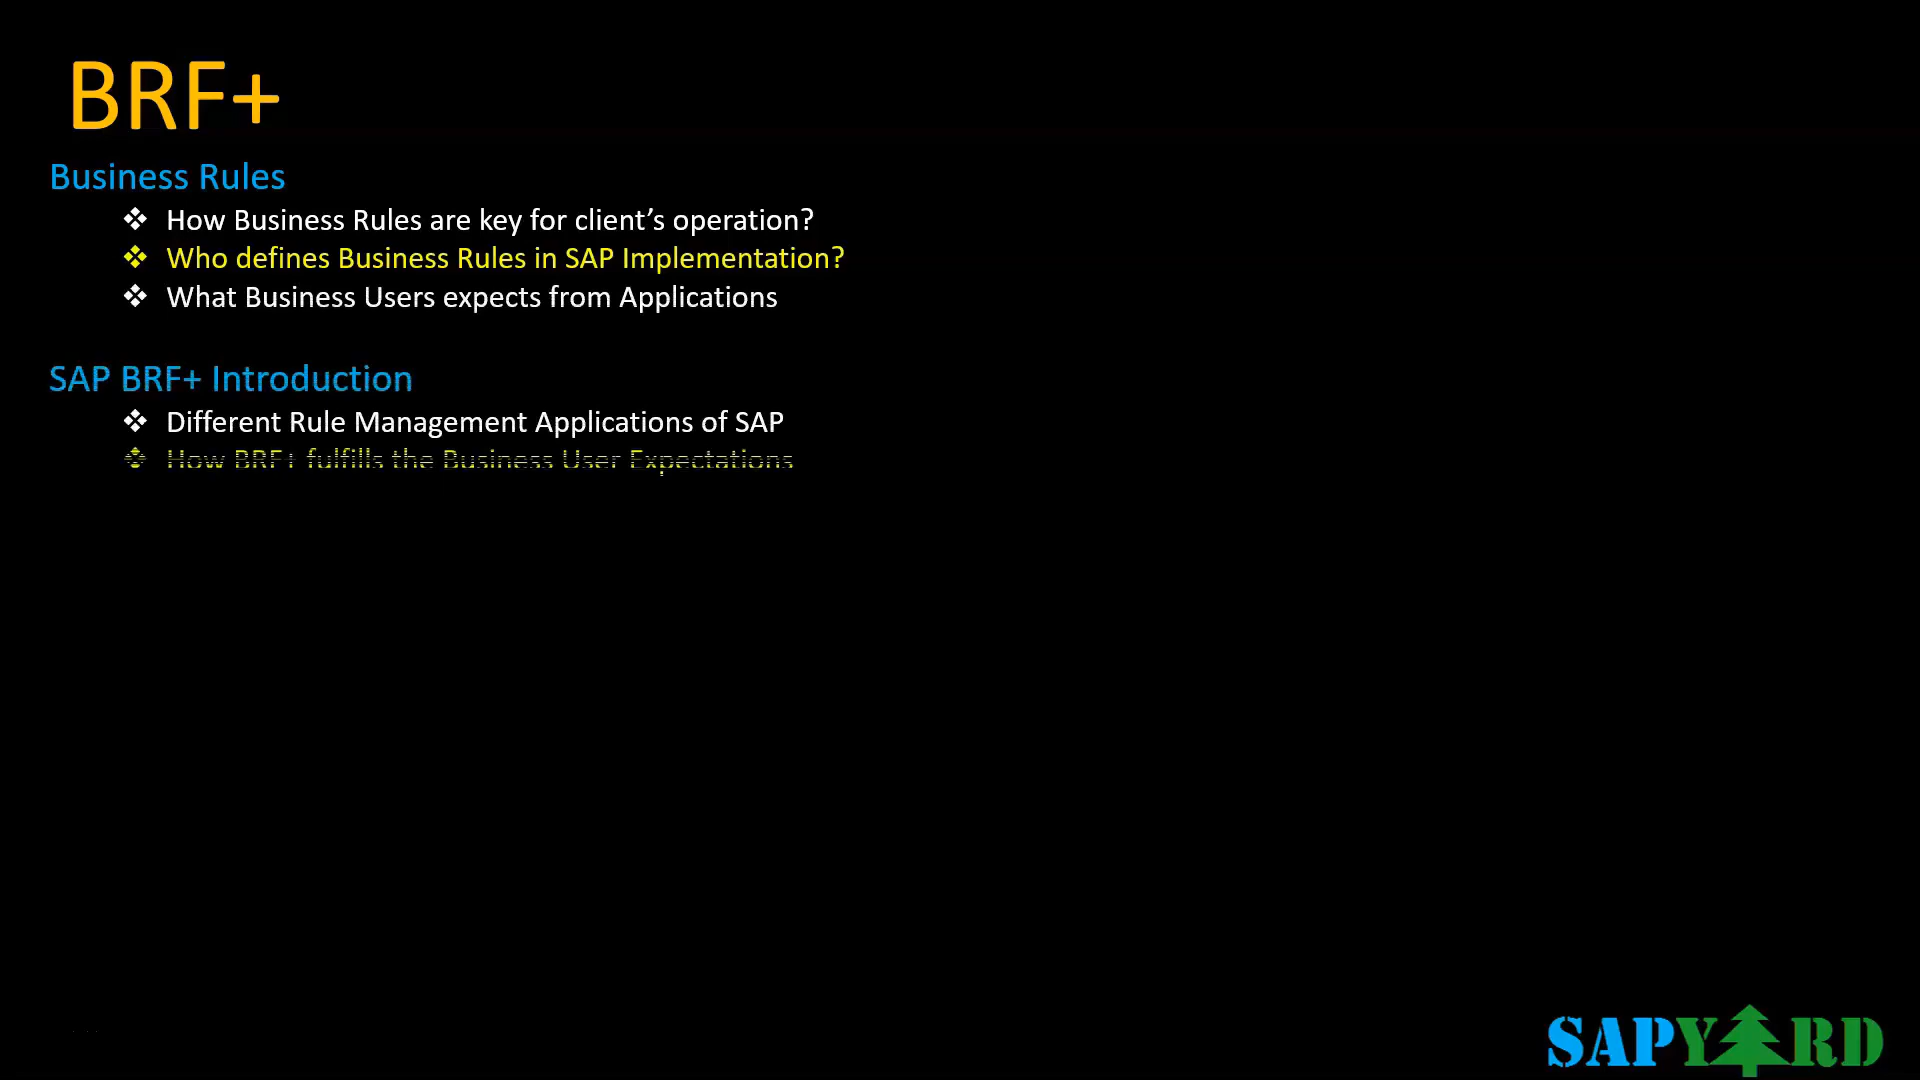 BRF+
Business Rules
❖ How Business Rules are key for client’s operation?
❖ Who defines Business Rules in SAP Implementation?
❖ What Business Users expects from Applications
SAP BRF+ Introduction
❖ Different Rule Management Applications of SAP
❖ How BRF+ fulfills the Business User Expectations
SAPYARD